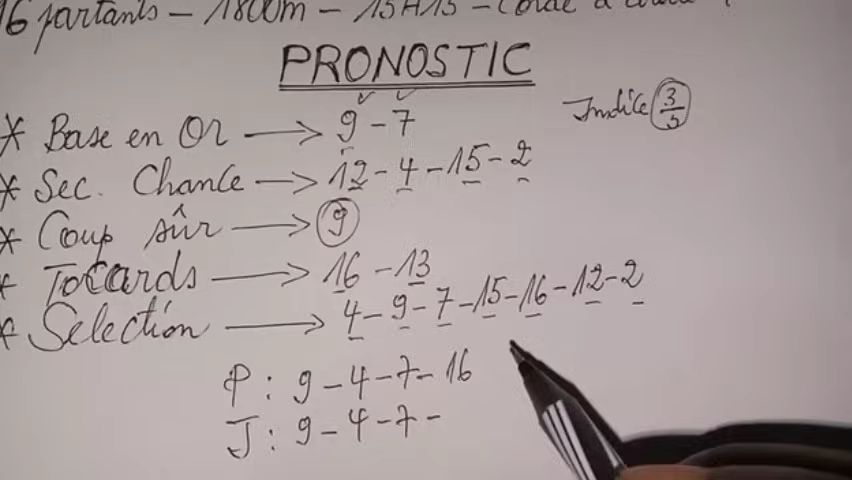 16 partants - 1800m - 15H15 - Corde à
PRONOSTIC
Indice 3/5
* Base en Or → 9 - 7
* Sec. Chance → 12 - 4 - 15 - 2
* Coup sûr → 9
* Tocards → 16 - 13
* Selection → 4 - 9 - 7 - 15 - 16 - 12 - 2
P : 9 - 4 - 7 - 16
J : 9 - 4 - 7 -